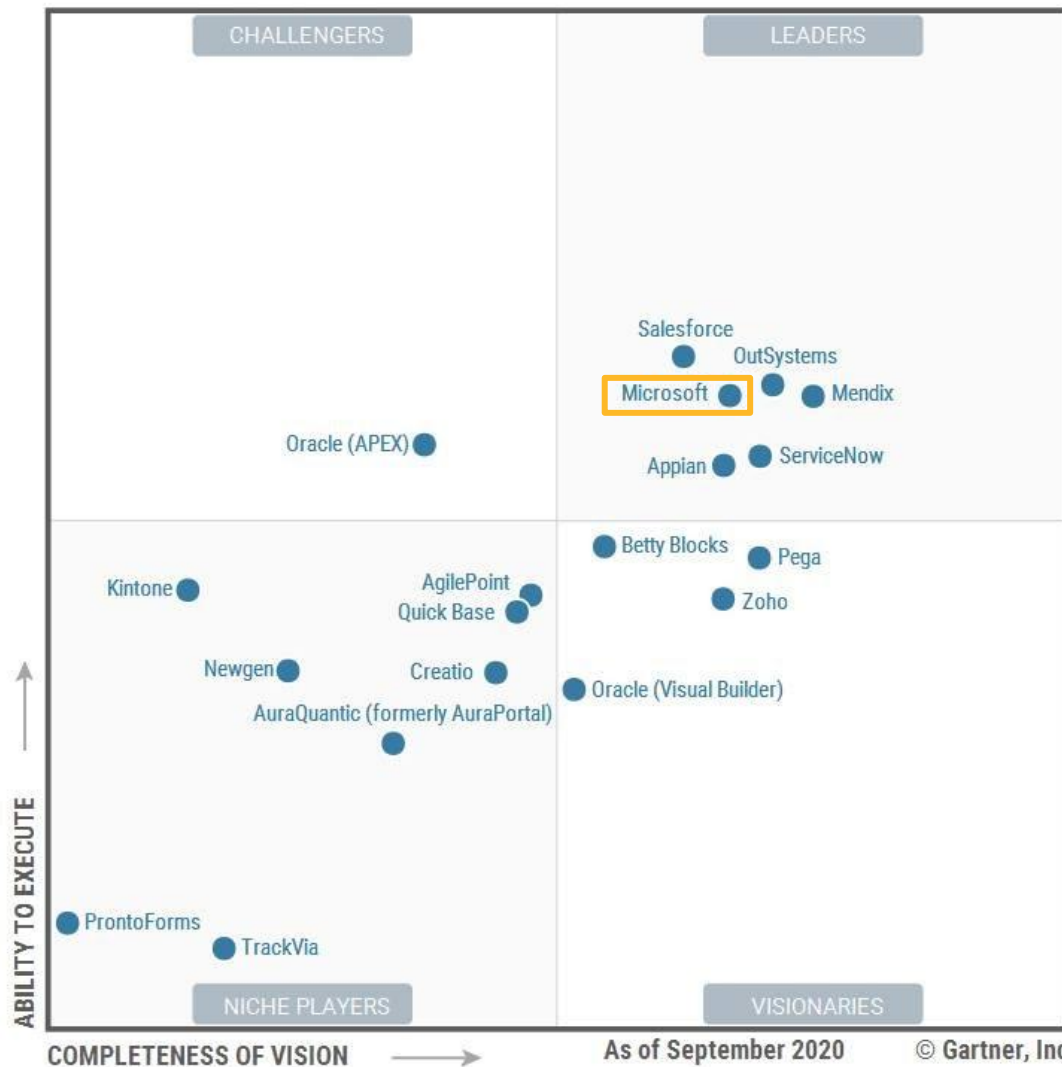 CHALLENGERS
LEADERS
Salesforce
OutSystems
Microsoft
Mendix
Oracle (APEX)
ServiceNow
Appian
Betty Blocks
Pega
Kintone
AgilePoint
Zoho
Quick Base
Newgen
Creatio
Oracle (Visual Builder)
AuraQuantic (formerly AuraPortal)
ProntoForms
TrackVia
ABILITY TO EXECUTE
NICHE PLAYERS
VISIONARIES
COMPLETENESS OF VISION
As of September 2020
© Gartner, Inc